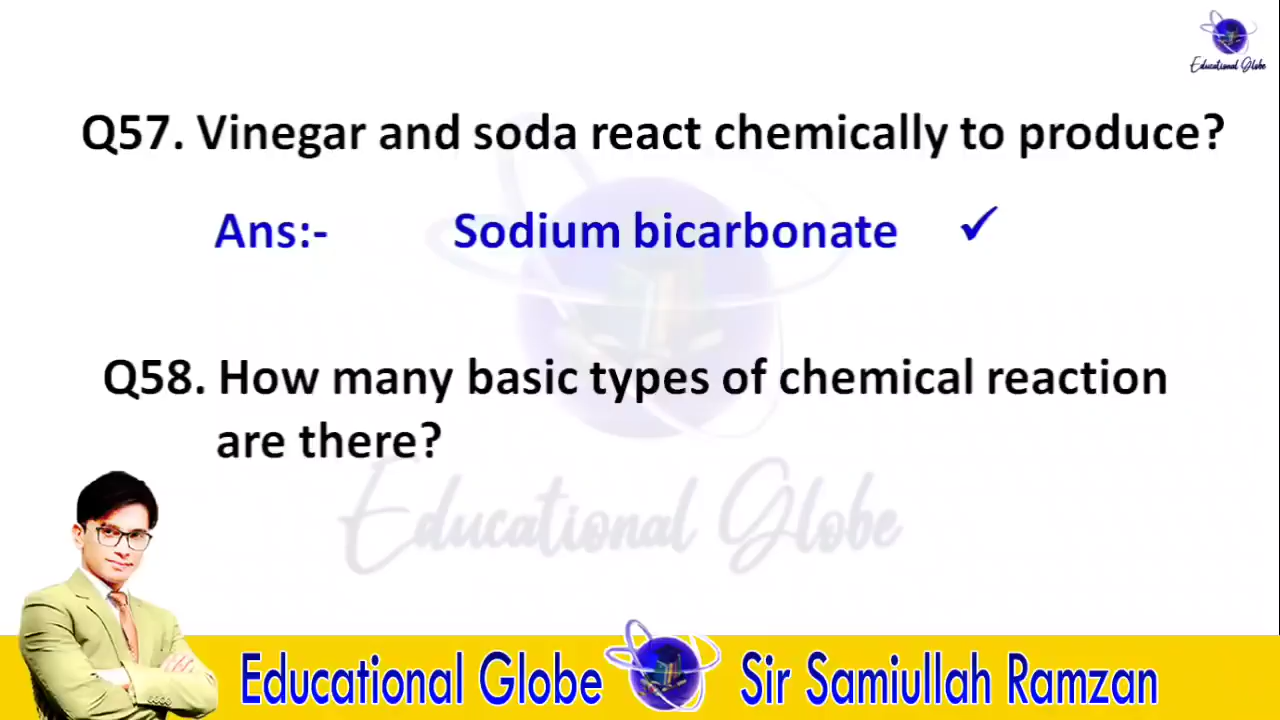 Educational Globe
Q57. Vinegar and soda react chemically to produce?
Ans:- Sodium bicarbonate ✓
Q58. How many basic types of chemical reaction
are there?
Educational Globe
Educational Globe Sir Samiullah Ramzan